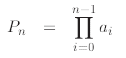 P_n = \prod_{i=0}^{n-1} a_i